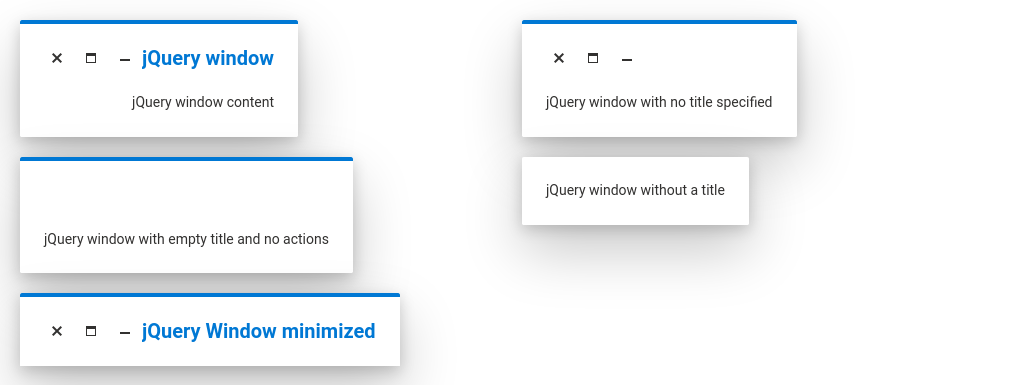 jQuery window
jQuery window content
jQuery window with no title specified
jQuery window with empty title and no actions
jQuery window without a title
jQuery Window minimized